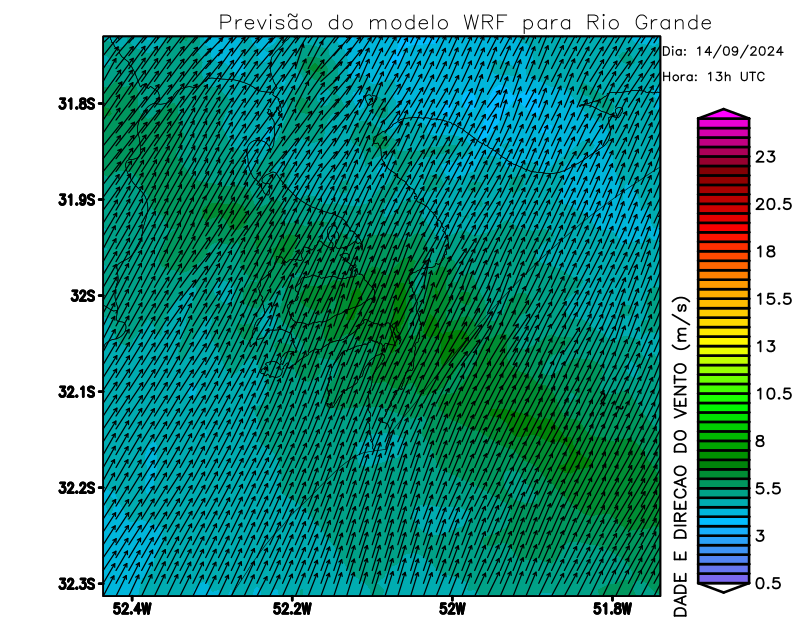 Previsão do modelo WRF para Rio Grande
Dia: 14/09/2024
Hora: 13h UTC
31.8S
31.9S
32S
32.1S
32.2S
32.3S
52.4W
52.2W
52W
51.8W
DADE E DIRECAO DO VENTO (m/s)
23
20.5
18
15.5
13
10.5
8
5.5
3
0.5